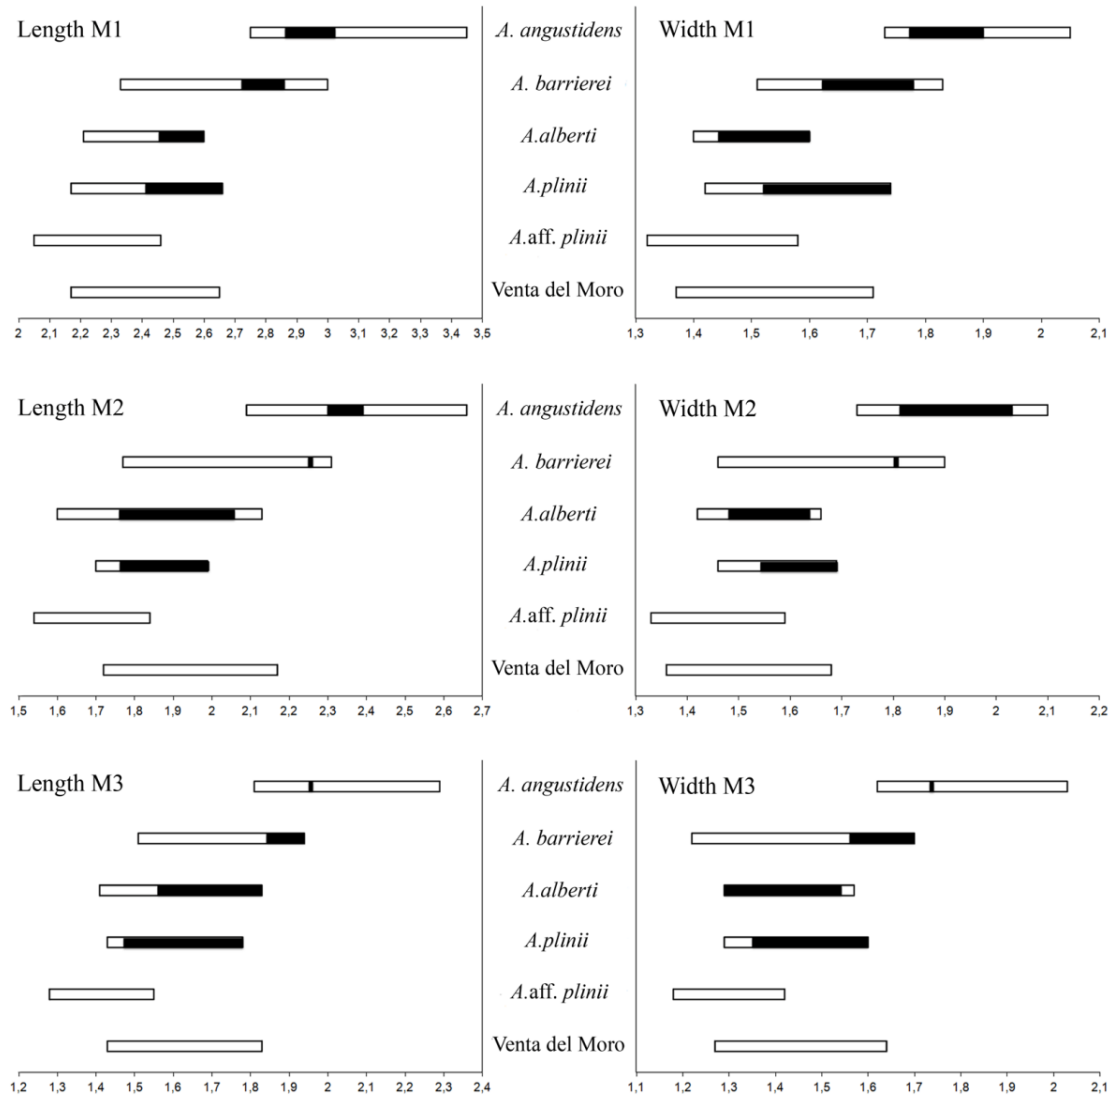 Length M1
A. angustidens
Width M1
A. barrierei
A.alberti
A.plinii
A.aff. plinii
Venta del Moro
2 2,1 2,2 2,3 2,4 2,5 2,6 2,7 2,8 2,9 3 3,1 3,2 3,3 3,4 3,5
1,3 1,4 1,5 1,6 1,7 1,8 1,9 2 2,1
Length M2
A. angustidens
Width M2
A. barrierei
A.alberti
A.plinii
A.aff. plinii
Venta del Moro
1,5 1,6 1,7 1,8 1,9 2 2,1 2,2 2,3 2,4 2,5 2,6 2,7
1,3 1,4 1,5 1,6 1,7 1,8 1,9 2 2,1 2,2
Length M3
A. angustidens
Width M3
A. barrierei
A.alberti
A.plinii
A.aff. plinii
Venta del Moro
1,2 1,3 1,4 1,5 1,6 1,7 1,8 1,9 2 2,1 2,2 2,3 2,4
1,1 1,2 1,3 1,4 1,5 1,6 1,7 1,8 1,9 2 2,1